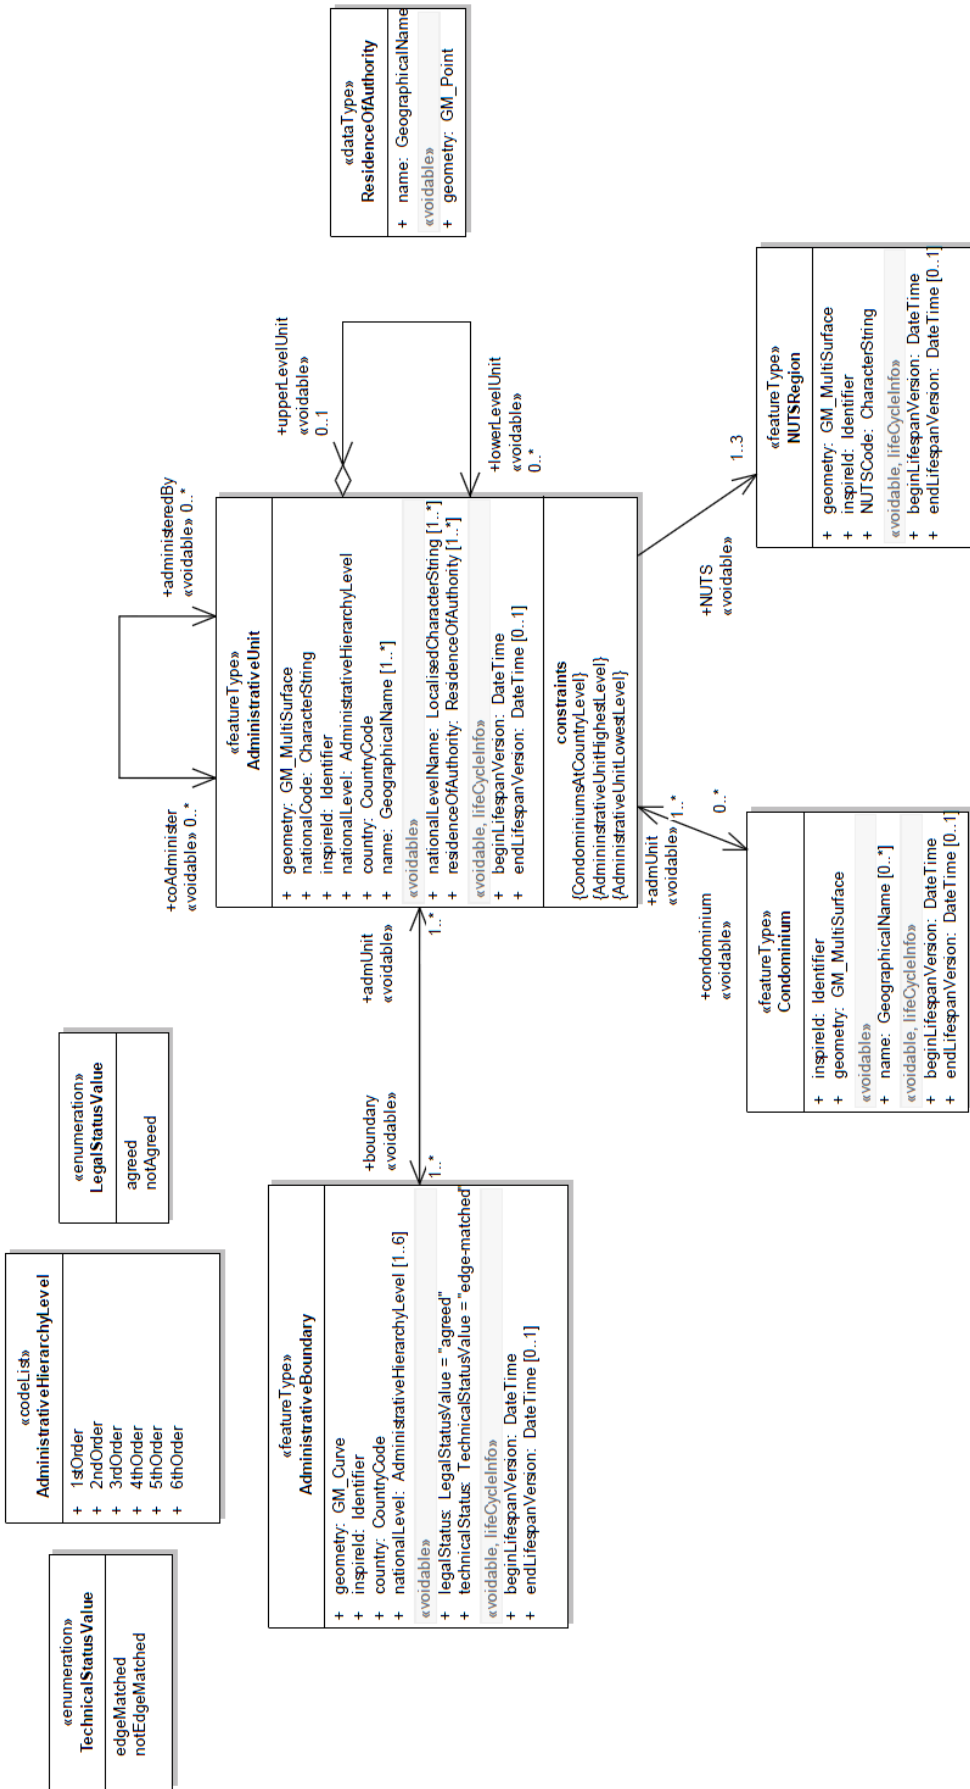 «enumeration»
TechnicalStatusValue
edgeMatched
notEdgeMatched
«codeList»
AdministrativeHierarchyLevel
+ 1stOrder
+ 2ndOrder
+ 3rdOrder
+ 4thOrder
+ 5thOrder
+ 6thOrder
«enumeration»
LegalStatusValue
agreed
notAgreed
«featureType»
AdministrativeBoundary
+ geometry: GM_Curve
+ inspireId: Identifier
+ country: CountryCode
+ nationalLevel: AdministrativeHierarchyLevel [1..6]
«voidable»
+ legalStatus: LegalStatusValue = "agreed"
+ technicalStatus: TechnicalStatusValue = "edge-matched"
«voidable, lifeCycleInfo»
+ beginLifespanVersion: DateTime
+ endLifespanVersion: DateTime [0..1]
+boundary
«voidable»
1..*
+admUnit
«voidable»
1..*
+coAdminister
«voidable» 0..*
+administeredBy
«voidable» 0..*
«featureType»
AdministrativeUnit
+ geometry: GM_MultiSurface
+ nationalCode: CharacterString
+ inspireId: Identifier
+ nationalLevel: AdministrativeHierarchyLevel
+ country: CountryCode
+ name: GeographicalName [1..*]
«voidable»
+ nationalLevelName: LocalisedCharacterString [1..*]
+ residenceOfAuthority: ResidenceOfAuthority [1..*]
«voidable, lifeCycleInfo»
+ beginLifespanVersion: DateTime
+ endLifespanVersion: DateTime [0..1]
constraints
{CondominiumsAtCountryLevel}
{AdministrativeUnitHighestLevel}
{AdministrativeUnitLowestLevel}
+upperLevelUnit
«voidable»
0..1
+lowerLevelUnit
«voidable»
0..*
«dataType»
ResidenceOfAuthority
+ name: GeographicalName
«voidable»
+ geometry: GM_Point
+admUnit
«voidable» 1..*
+condominium
«voidable»
0..*
«featureType»
Condominium
+ inspireId: Identifier
+ geometry: GM_MultiSurface
«voidable»
+ name: GeographicalName [0..*]
«voidable, lifeCycleInfo»
+ beginLifespanVersion: DateTime
+ endLifespanVersion: DateTime [0..1]
+NUTS
«voidable»
1..3
«featureType»
NUTSRegion
+ geometry: GM_MultiSurface
+ inspireId: Identifier
+ NUTSCode: CharacterString
«voidable, lifeCycleInfo»
+ beginLifespanVersion: DateTime
+ endLifespanVersion: DateTime [0..1]